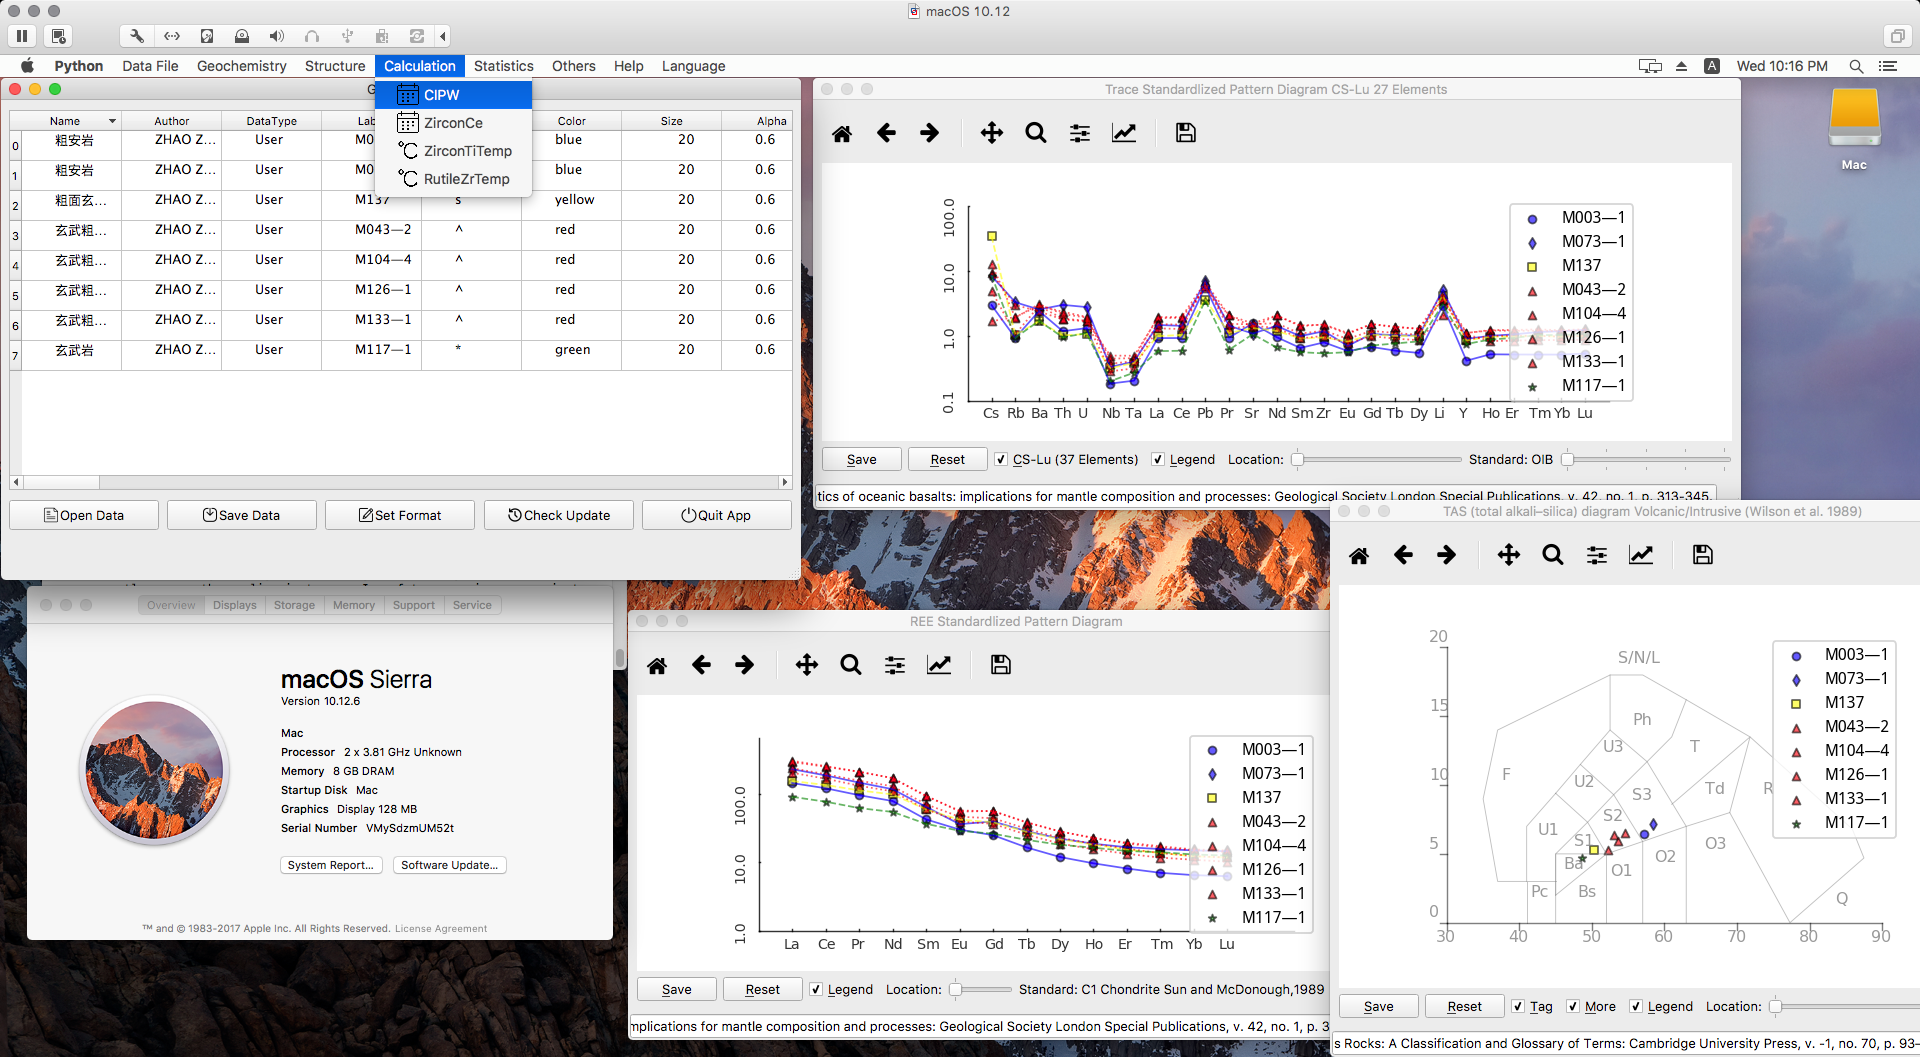 macOS 10.12
Python Data File Geochemistry Structure Calculation Statistics Others Help Language
A Wed 10:16 PM
CIPW
ZirconCe
ZirconTiTemp
RutileZrTemp
Name Author DataType Color Size Alpha
0 粗安岩 ZHAO Z... User blue 20 0.6
1 粗安岩 ZHAO Z... User blue 20 0.6
2 粗面玄... ZHAO Z... User M137 s yellow 20 0.6
3 玄武粗... ZHAO Z... User M043—2 ^ red 20 0.6
4 玄武粗... ZHAO Z... User M104—4 ^ red 20 0.6
5 玄武粗... ZHAO Z... User M126—1 ^ red 20 0.6
6 玄武粗... ZHAO Z... User M133—1 ^ red 20 0.6
7 玄武岩 ZHAO Z... User M117—1 * green 20 0.6
Open Data Save Data Set Format Check Update Quit App
Trace Standardlized Pattern Diagram CS-Lu 27 Elements
100.0
10.0
1.0
0.1
M003—1
M073—1
M137
M043—2
M104—4
M126—1
M133—1
M117—1
Cs Rb Ba Th U Nb Ta La Ce Pb Pr Sr Nd Sm Zr Eu Gd Tb Dy Li Y Ho Er Tm Yb Lu
Save Reset CS-Lu (37 Elements) Legend Location: Standard: OIB
tics of oceanic basalts: implications for mantle composition and processes: Geological Society London Special Publications, v. 42, no. 1, p. 313-345.
Mac
Overview Displays Storage Memory Support Service
macOS Sierra
Version 10.12.6
Mac
Processor 2 x 3.81 GHz Unknown
Memory 8 GB DRAM
Startup Disk Mac
Graphics Display 128 MB
Serial Number VMySdzmUM52t
System Report... Software Update...
™ and © 1983-2017 Apple Inc. All Rights Reserved. License Agreement
REE Standardlized Pattern Diagram
100.0
10.0
1.0
M003—1
M073—1
M137
M043—2
M104—4
M126—1
M133—1
M117—1
La Ce Pr Nd Sm Eu Gd Tb Dy Ho Er Tm Yb Lu
Save Reset Legend Location: Standard: C1 Chondrite Sun and McDonough,1989
mplications for mantle composition and processes: Geological Society London Special Publications, v. 42, no. 1, p. 3
TAS (total alkali–silica) diagram Volcanic/Intrusive (Wilson et al. 1989)
20
15
10
5
0
S/N/L
Ph
U3 T
F U2 S3 Td R
U1 S1 S2
Ba O1 O2 O3
Pc Bs Q
M003—1
M073—1
M137
M043—2
M104—4
M126—1
M133—1
M117—1
30 40 50 60 70 80 90
Save Reset Tag More Legend Location:
s Rocks: A Classification and Glossary of Terms: Cambridge University Press, v. -1, no. 70, p. 93-